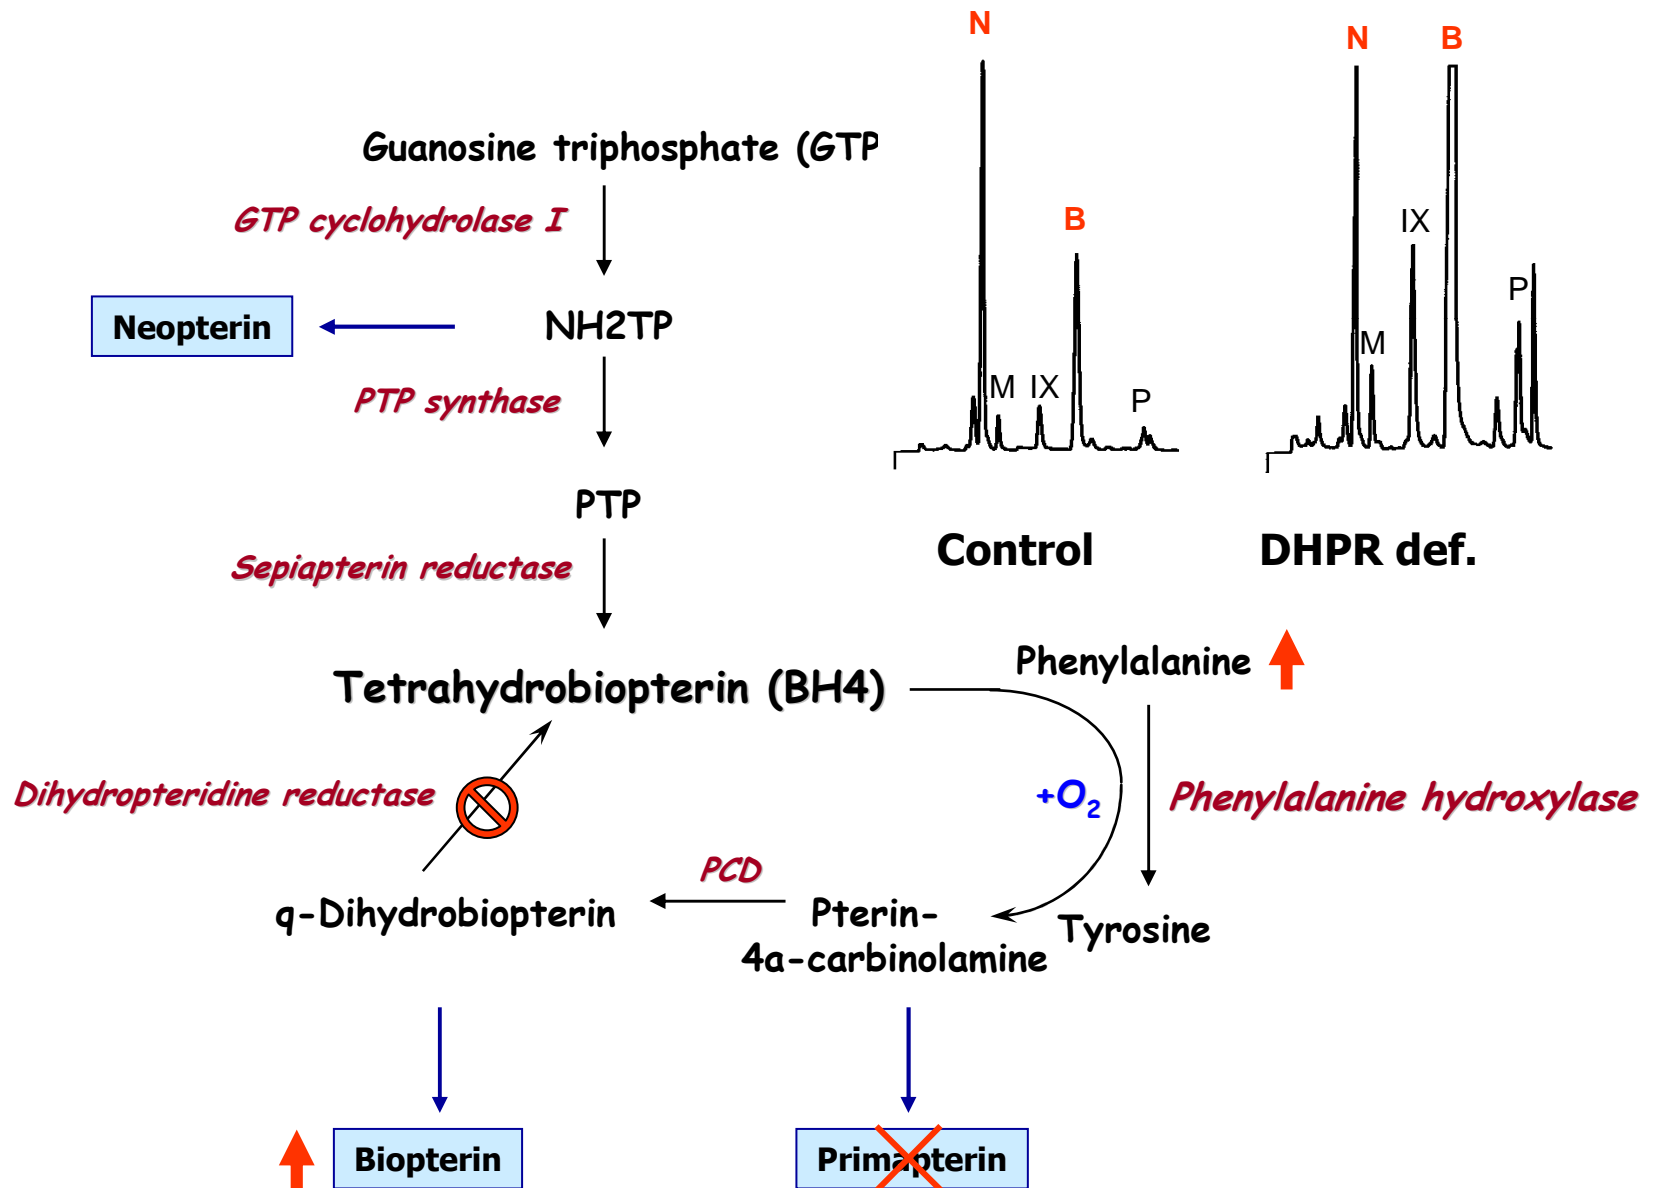 N
N
B
Guanosine triphosphate (GTP
GTP cyclohydrolase I
B
IX
P
Neopterin
NH2TP
M
M
IX
P
PTP synthase
PTP
Control
DHPR def.
Sepiapterin reductase
Tetrahydrobiopterin (BH4)
Phenylalanine
Dihydropteridine reductase
+O2
Phenylalanine hydroxylase
PCD
q-Dihydrobiopterin
Pterin-
4a-carbinolamine
Tyrosine
Biopterin
Primapterin